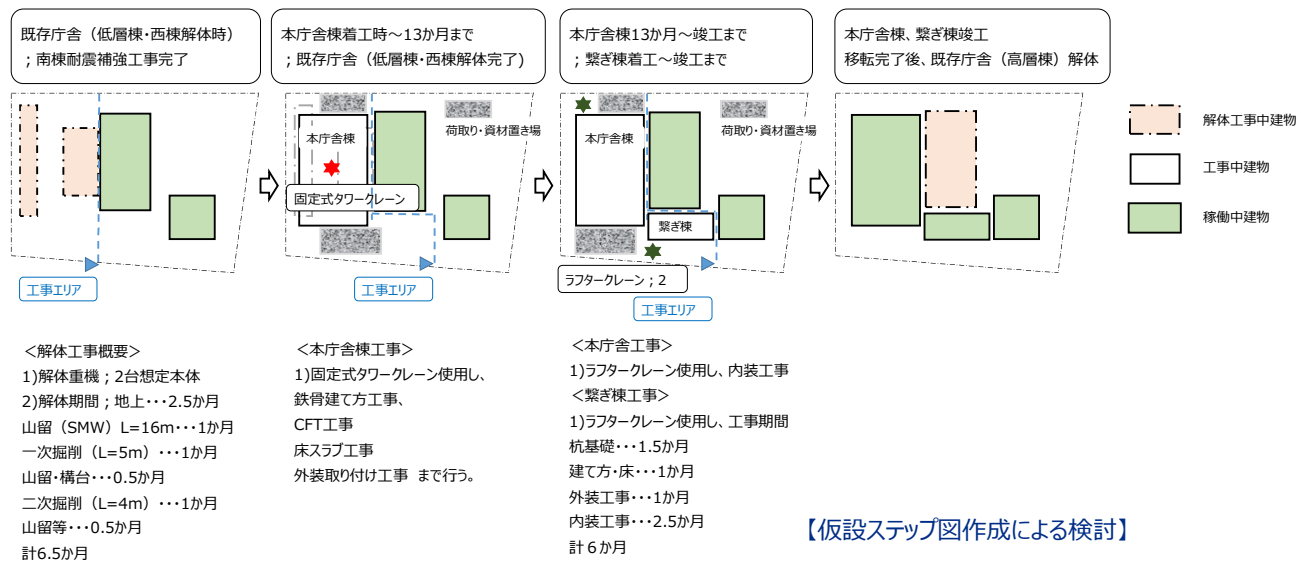 既存庁舎（低層棟・西棟解体時）
；南棟耐震補強工事完了
本庁舎棟着工時～13か月まで
；既存庁舎（低層棟・西棟解体完了)
本庁舎棟13か月～竣工まで
；繋ぎ棟着工～竣工まで
本庁舎棟、繋ぎ棟竣工
移転完了後、既存庁舎（高層棟）解体
工事エリア
本庁舎棟
荷取り・資材置き場
固定式タワークレーン
工事エリア
本庁舎棟
荷取り・資材置き場
繋ぎ棟
ラフタークレーン；2
工事エリア
解体工事中建物
工事中建物
稼働中建物
＜解体工事概要＞
1)解体重機；2台想定本体
2)解体期間；地上・・・2.5か月
山留（SMW）L=16m・・・1か月
一次掘削（L=5m）・・・1か月
山留・構台・・・0.5か月
二次掘削（L=4m）・・・1か月
山留等・・・0.5か月
計6.5か月
＜本庁舎棟工事＞
1)固定式タワークレーン使用し、
鉄骨建て方工事、
CFT工事
床スラブ工事
外装取り付け工事 まで行う。
＜本庁舎工事＞
1)ラフタークレーン使用し、内装工事
＜繋ぎ棟工事＞
1)ラフタークレーン使用し、工事期間
杭基礎・・・1.5か月
建て方・床・・・1か月
外装工事・・・1か月
内装工事・・・2.5か月
計６か月
【仮設ステップ図作成による検討】